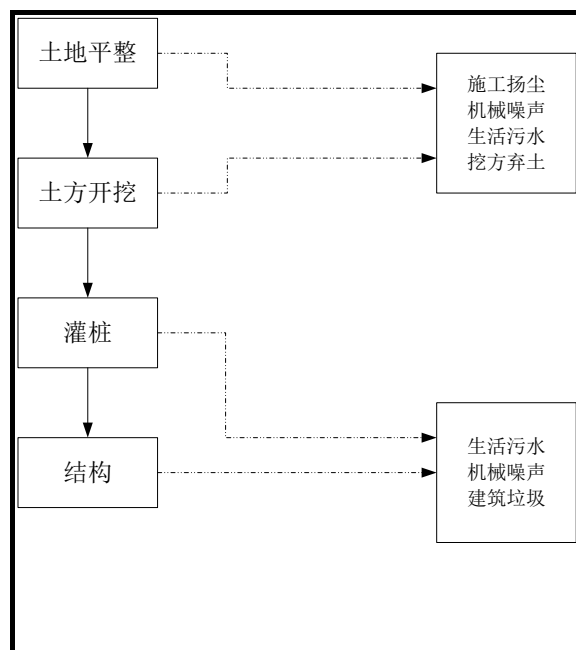 土地平整
施工扬尘
机械噪声
生活污水
挖方弃土
土方开挖
灌桩
结构
生活污水
机械噪声
建筑垃圾